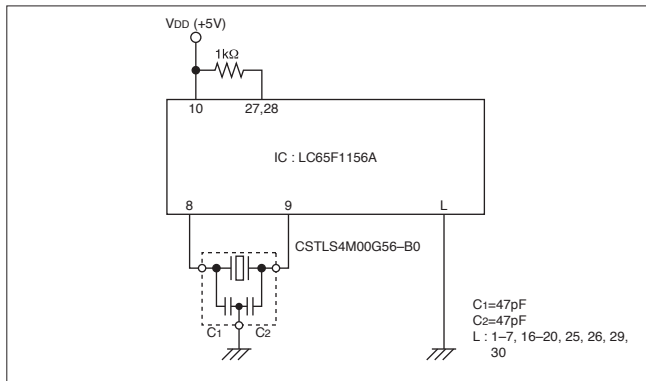 VDD (+5V)
1kΩ
10
27,28
IC : LC65F1156A
8
9
L
CSTLS4M00G56–B0
C1
C2
C1=47pF
C2=47pF
L : 1–7, 16–20, 25, 26, 29,
30